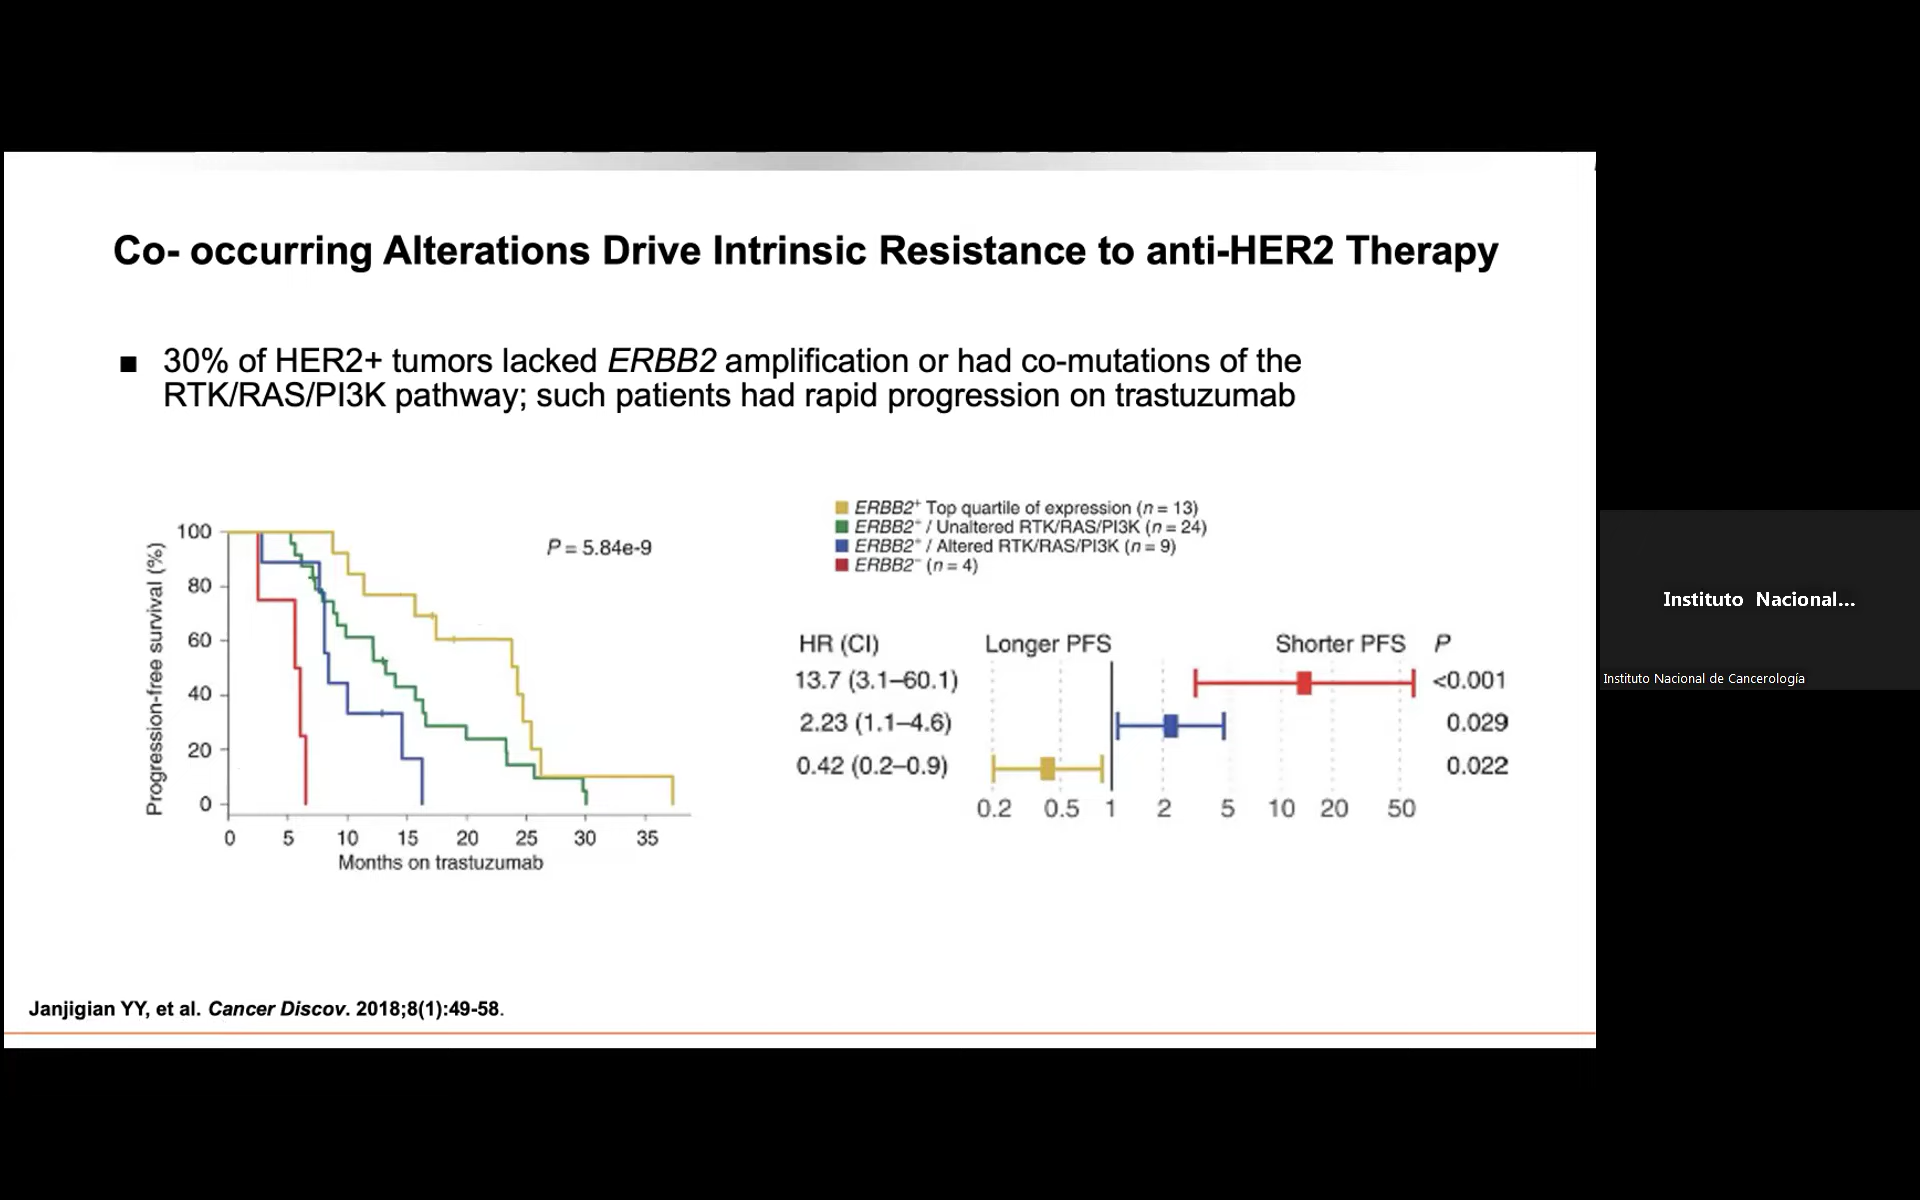 Co- occurring Alterations Drive Intrinsic Resistance to anti-HER2 Therapy
■ 30% of HER2+ tumors lacked ERBB2 amplification or had co-mutations of the
RTK/RAS/PI3K pathway; such patients had rapid progression on trastuzumab
Progression-free survival (%)
100
80
60
40
20
0
P = 5.84e-9
0 5 10 15 20 25 30 35
Months on trastuzumab
ERBB2⁺ Top quartile of expression (n = 13)
ERBB2⁺ / Unaltered RTK/RAS/PI3K (n = 24)
ERBB2⁺ / Altered RTK/RAS/PI3K (n = 9)
ERBB2⁻ (n = 4)
HR (CI) Longer PFS Shorter PFS P
13.7 (3.1–60.1) <0.001
2.23 (1.1–4.6) 0.029
0.42 (0.2–0.9) 0.022
0.2 0.5 1 2 5 10 20 50
Janjigian YY, et al. Cancer Discov. 2018;8(1):49-58.
Instituto Nacional...
Instituto Nacional de Cancerología